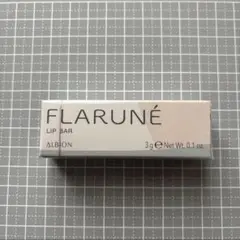 FLARUNÉ
LIP BAR
ALBION
3g ℮ Net Wt. 0.1 oz.